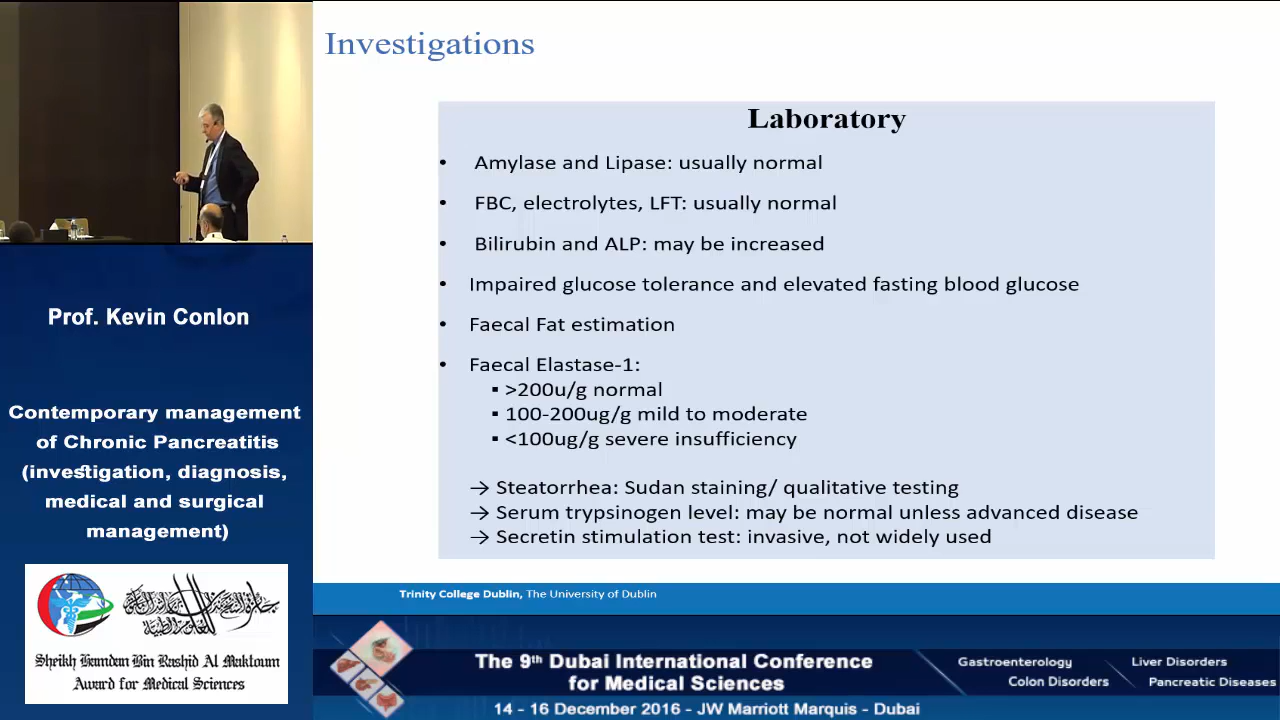 Investigations
Laboratory
• Amylase and Lipase: usually normal
• FBC, electrolytes, LFT: usually normal
• Bilirubin and ALP: may be increased
• Impaired glucose tolerance and elevated fasting blood glucose
• Faecal Fat estimation
• Faecal Elastase-1:
▪ >200u/g normal
▪ 100-200ug/g mild to moderate
▪ <100ug/g severe insufficiency
→ Steatorrhea: Sudan staining/ qualitative testing
→ Serum trypsinogen level: may be normal unless advanced disease
→ Secretin stimulation test: invasive, not widely used
Trinity College Dublin, The University of Dublin
Prof. Kevin Conlon
Contemporary management
of Chronic Pancreatitis
(investigation, diagnosis,
medical and surgical
management)
Sheikh Hamdan Bin Rashid Al Maktoum
Award for Medical Sciences
The 9th Dubai International Conference
for Medical Sciences
14 - 16 December 2016 - JW Marriott Marquis - Dubai
Gastroenterology
Liver Disorders
Colon Disorders
Pancreatic Diseases